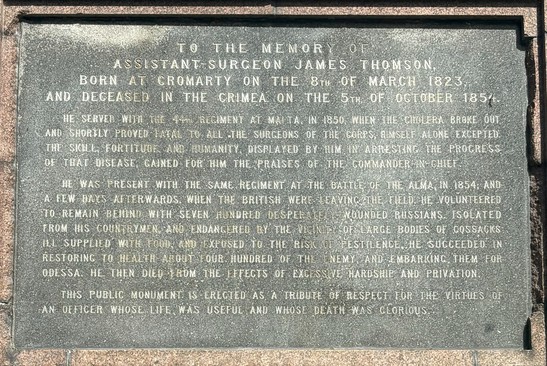 TO THE MEMORY OF
ASSISTANT-SURGEON JAMES THOMSON,
BORN AT CROMARTY ON THE 8TH OF MARCH 1823,
AND DECEASED IN THE CRIMEA ON THE 5TH OF OCTOBER 1854.
HE SERVED WITH THE 44TH REGIMENT AT MALTA, IN 1850, WHEN THE CHOLERA BROKE OUT
AND SHORTLY PROVED FATAL TO ALL THE SURGEONS OF THE CORPS, HIMSELF ALONE EXCEPTED.
THE SKILL, FORTITUDE, AND HUMANITY, DISPLAYED BY HIM IN ARRESTING THE PROGRESS
OF THAT DISEASE, GAINED FOR HIM THE PRAISES OF THE COMMANDER-IN-CHIEF.
HE WAS PRESENT WITH THE SAME REGIMENT AT THE BATTLE OF THE ALMA, IN 1854; AND
A FEW DAYS AFTERWARDS, WHEN THE BRITISH WERE LEAVING THE FIELD, HE VOLUNTEERED
TO REMAIN BEHIND WITH SEVEN HUNDRED DESPERATELY WOUNDED RUSSIANS. ISOLATED
FROM HIS COUNTRYMEN, AND ENDANGERED BY THE VICINITY OF LARGE BODIES OF COSSACKS
ILL SUPPLIED WITH FOOD, AND EXPOSED TO THE RISK OF PESTILENCE, HE SUCCEEDED IN
RESTORING TO HEALTH ABOUT FOUR HUNDRED OF THE ENEMY, AND EMBARKING THEM FOR
ODESSA. HE THEN DIED FROM THE EFFECTS OF EXCESSIVE HARDSHIP AND PRIVATION.
THIS PUBLIC MONUMENT IS ERECTED AS A TRIBUTE OF RESPECT FOR THE VIRTUES OF
AN OFFICER WHOSE LIFE, WAS USEFUL AND WHOSE DEATH WAS GLORIOUS.